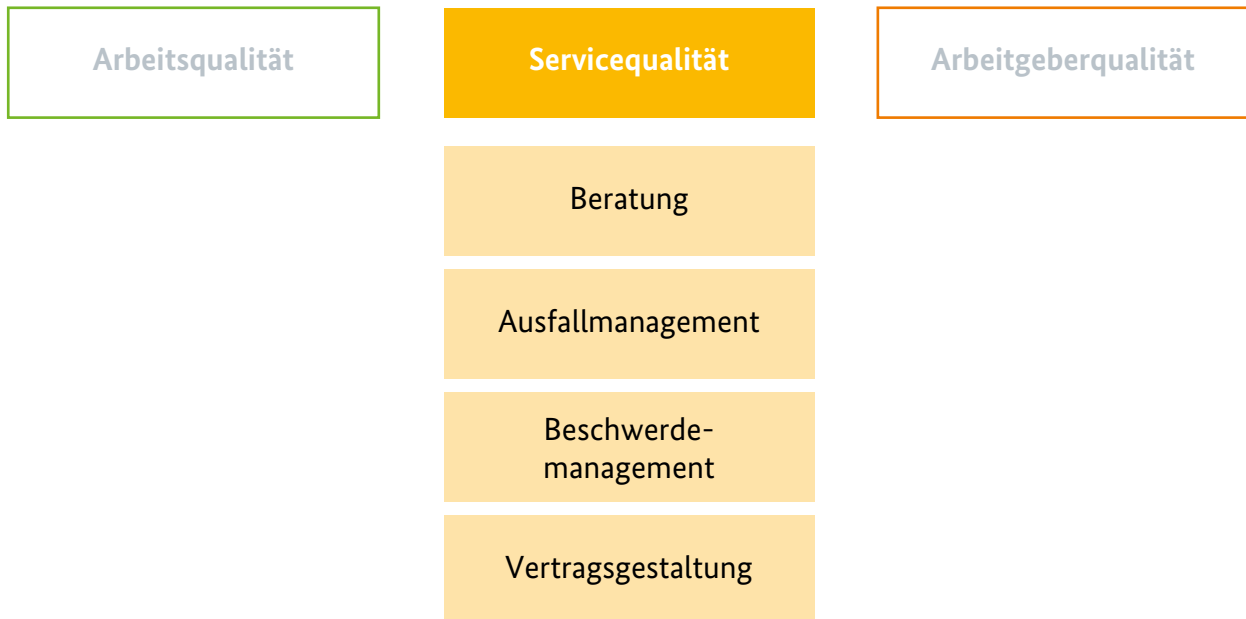 Arbeitsqualität
Servicequalität
Arbeitgeberqualität
Beratung
Ausfallmanagement
Beschwerde-
management
Vertragsgestaltung